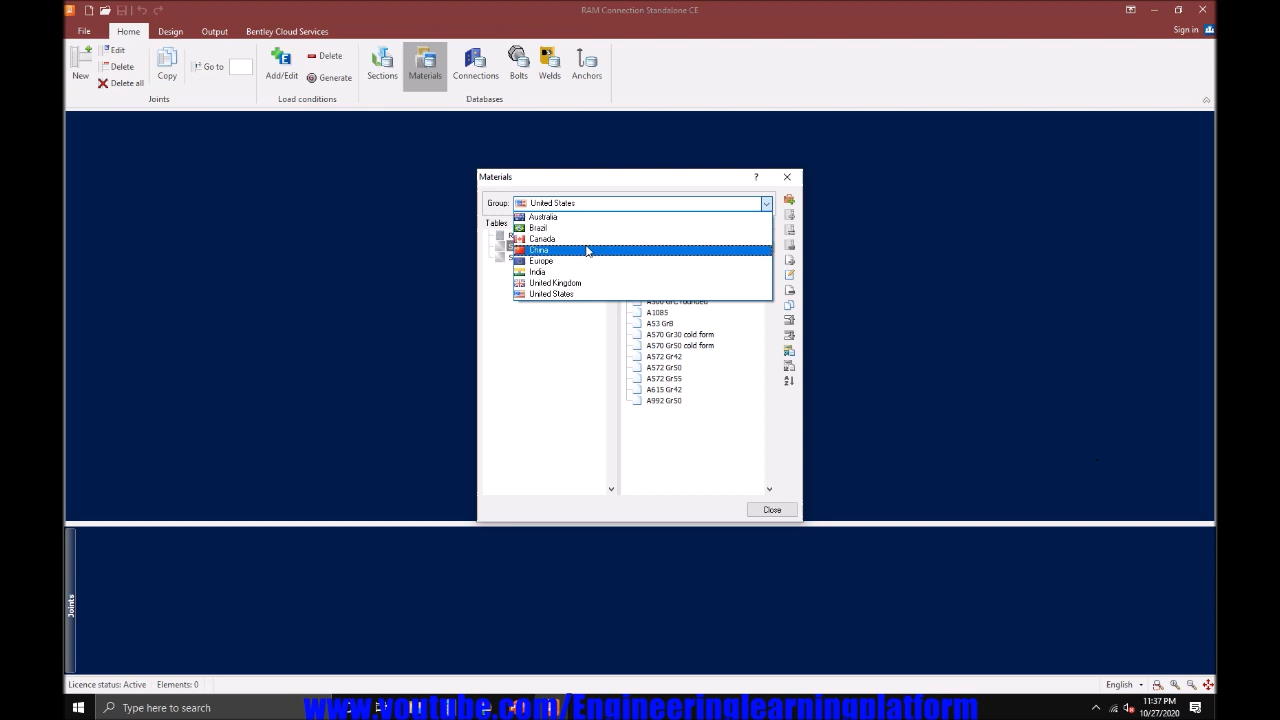 RAM Connection Standalone CE
File
Home
Design
Output
Bentley Cloud Services
Sign in
New
Edit
Delete
Delete all
Copy
Go to
Joints
Add/Edit
Delete
Generate
Load conditions
Sections
Materials
Connections
Bolts
Welds
Anchors
Databases
Materials
?
Group:
United States
Tables
Australia
Brazil
Canada
China
Europe
India
United Kingdom
United States
A500 GrC rounded
A1085
A53 GrB
A570 Gr30 cold form
A570 Gr50 cold form
A572 Gr42
A572 Gr50
A572 Gr55
A615 Gr42
A992 Gr50
Close
Joints
Licence status: Active
Elements: 0
English
Type here to search
www.youtube.com/Engineeringlearningplatform
11:37 PM
10/27/2020